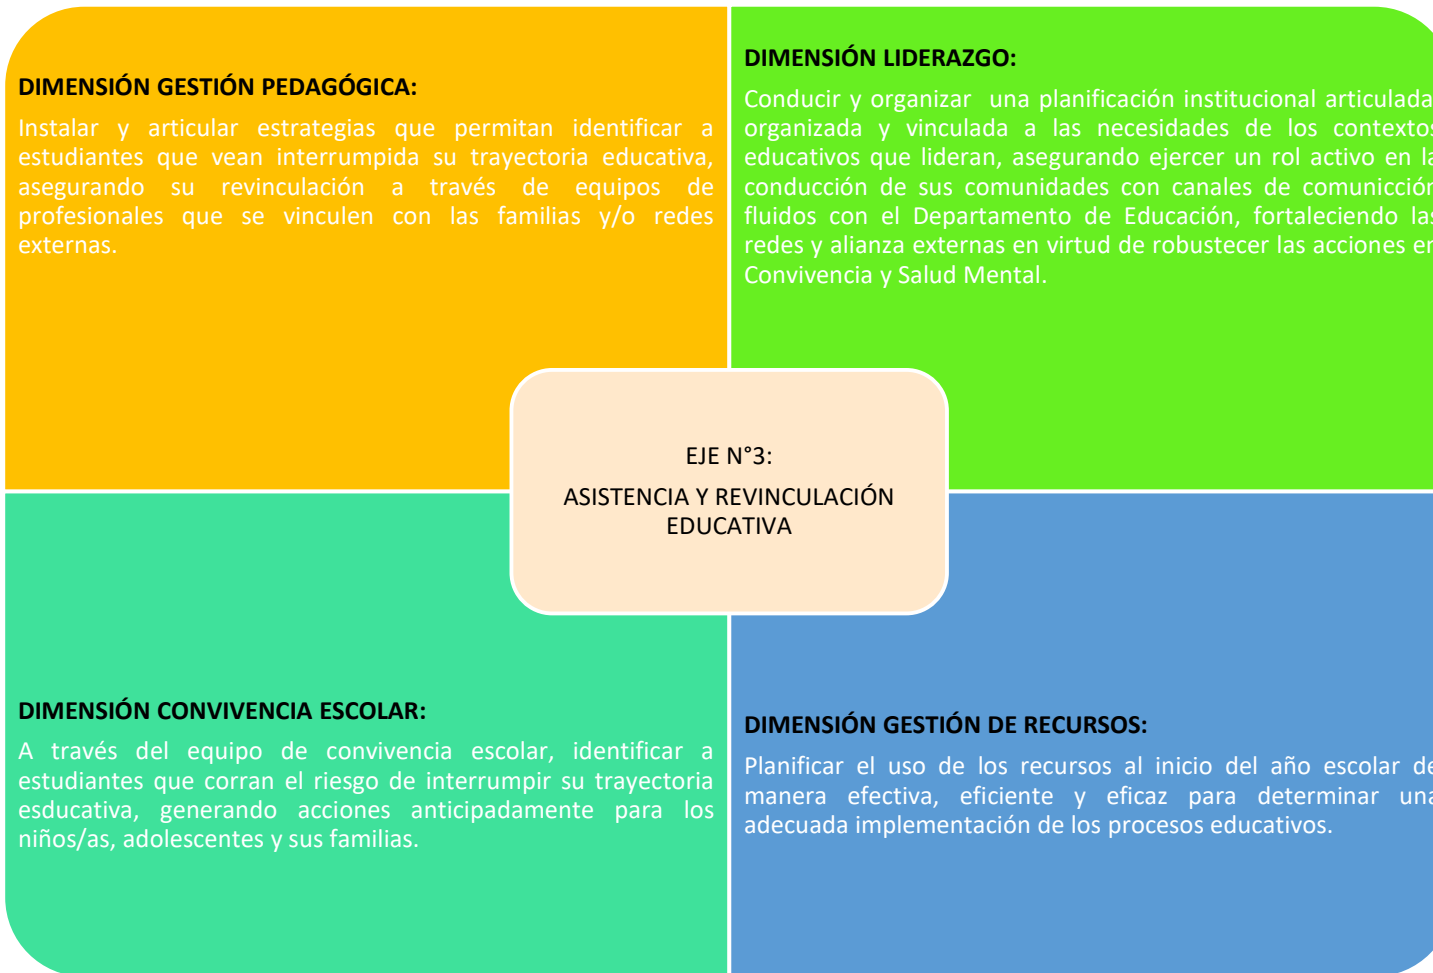 DIMENSIÓN GESTIÓN PEDAGÓGICA:
Instalar y articular estrategias que permitan identificar a
estudiantes que vean interrumpida su trayectoria educativa,
asegurando su revinculación a través de equipos de
profesionales que se vinculen con las familias y/o redes
externas.
DIMENSIÓN LIDERAZGO:
Conducir y organizar una planificación institucional articulada
organizada y vinculada a las necesidades de los contextos
educativos que lideran, asegurando ejercer un rol activo en la
conducción de sus comunidades con canales de comunicción
fluidos con el Departamento de Educación, fortaleciendo las
redes y alianza externas en virtud de robustecer las acciones en
Convivencia y Salud Mental.
EJE N°3:
ASISTENCIA Y REVINCULACIÓN
EDUCATIVA
DIMENSIÓN CONVIVENCIA ESCOLAR:
A través del equipo de convivencia escolar, identificar a
estudiantes que corran el riesgo de interrumpir su trayectoria
esducativa, generando acciones anticipadamente para los
niños/as, adolescentes y sus familias.
DIMENSIÓN GESTIÓN DE RECURSOS:
Planificar el uso de los recursos al inicio del año escolar de
manera efectiva, eficiente y eficaz para determinar una
adecuada implementación de los procesos educativos.